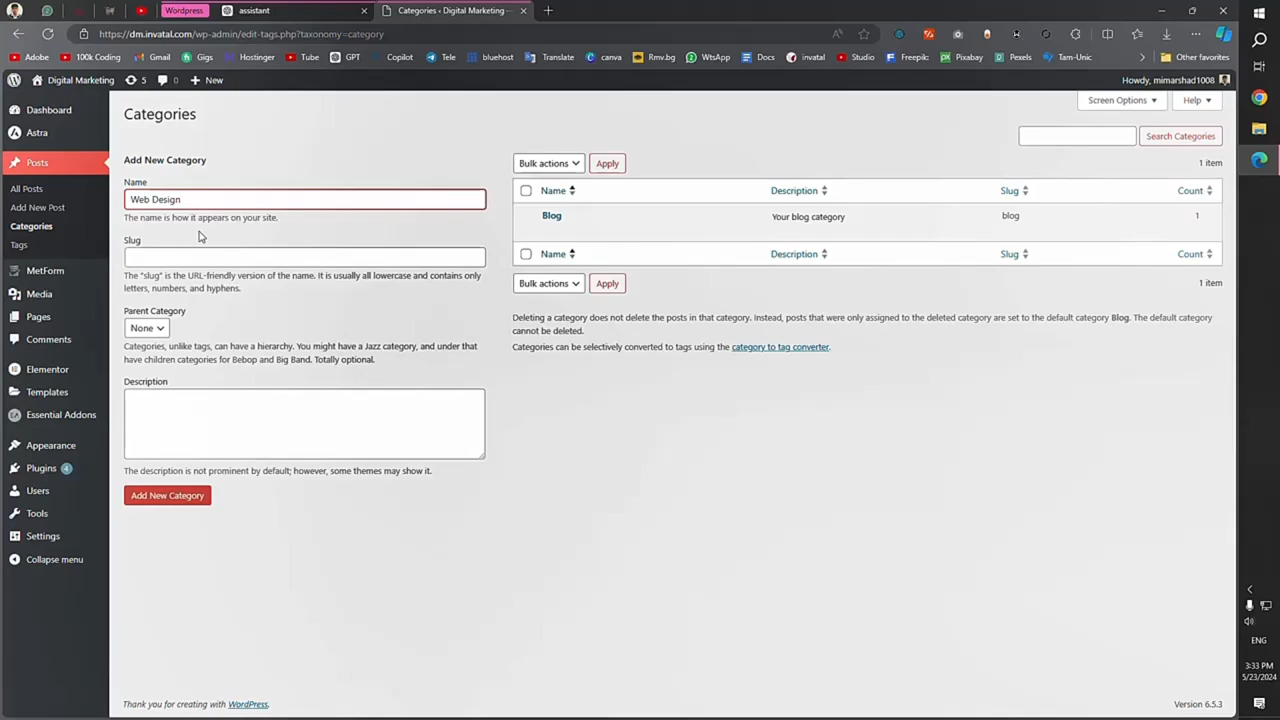 Wordpress
assistant
Categories ‹ Digital Marketing —
https://dm.invatal.com/wp-admin/edit-tags.php?taxonomy=category
Adobe
100k Coding
Gmail
Gigs
Hostinger
Tube
GPT
Copilot
Tele
bluehost
Translate
canva
Rmv.bg
WtsApp
Docs
invatal
Studio
Freepik:
Pixabay
Pexels
Tam-Unic
Other favorites
Digital Marketing
5
0
New
Howdy, mimarshad1008
Dashboard
Astra
Posts
All Posts
Add New Post
Categories
Tags
MetForm
Media
Pages
Comments
Elementor
Templates
Essential Addons
Appearance
Plugins 4
Users
Tools
Settings
Collapse menu
Screen Options
Help
Categories
Search Categories
Add New Category
Name
Web Design
The name is how it appears on your site.
Slug
The "slug" is the URL-friendly version of the name. It is usually all lowercase and contains only
letters, numbers, and hyphens.
Parent Category
None
Categories, unlike tags, can have a hierarchy. You might have a Jazz category, and under that
have children categories for Bebop and Big Band. Totally optional.
Description
The description is not prominent by default; however, some themes may show it.
Add New Category
Bulk actions
Apply
1 item
Name
Description
Slug
Count
Blog
Your blog category
blog
1
Name
Description
Slug
Count
Bulk actions
Apply
1 item
Deleting a category does not delete the posts in that category. Instead, posts that were only assigned to the deleted category are set to the default category Blog. The default category
cannot be deleted.
Categories can be selectively converted to tags using the category to tag converter.
Thank you for creating with WordPress.
Version 6.5.3
ENG
3:33 PM
5/23/2024